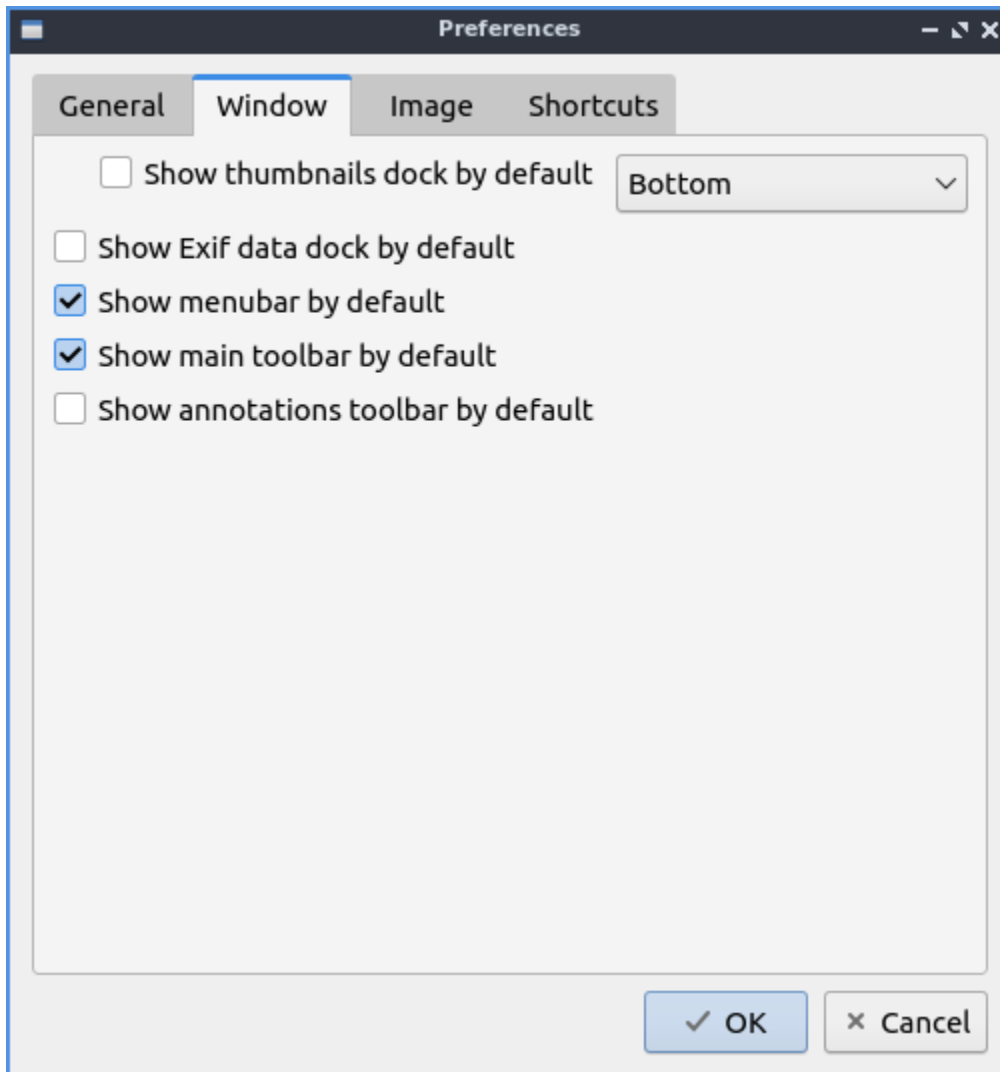 Preferences
General Window Image Shortcuts
Show thumbnails dock by default Bottom
Show Exif data dock by default
Show menubar by default
Show main toolbar by default
Show annotations toolbar by default
OK Cancel